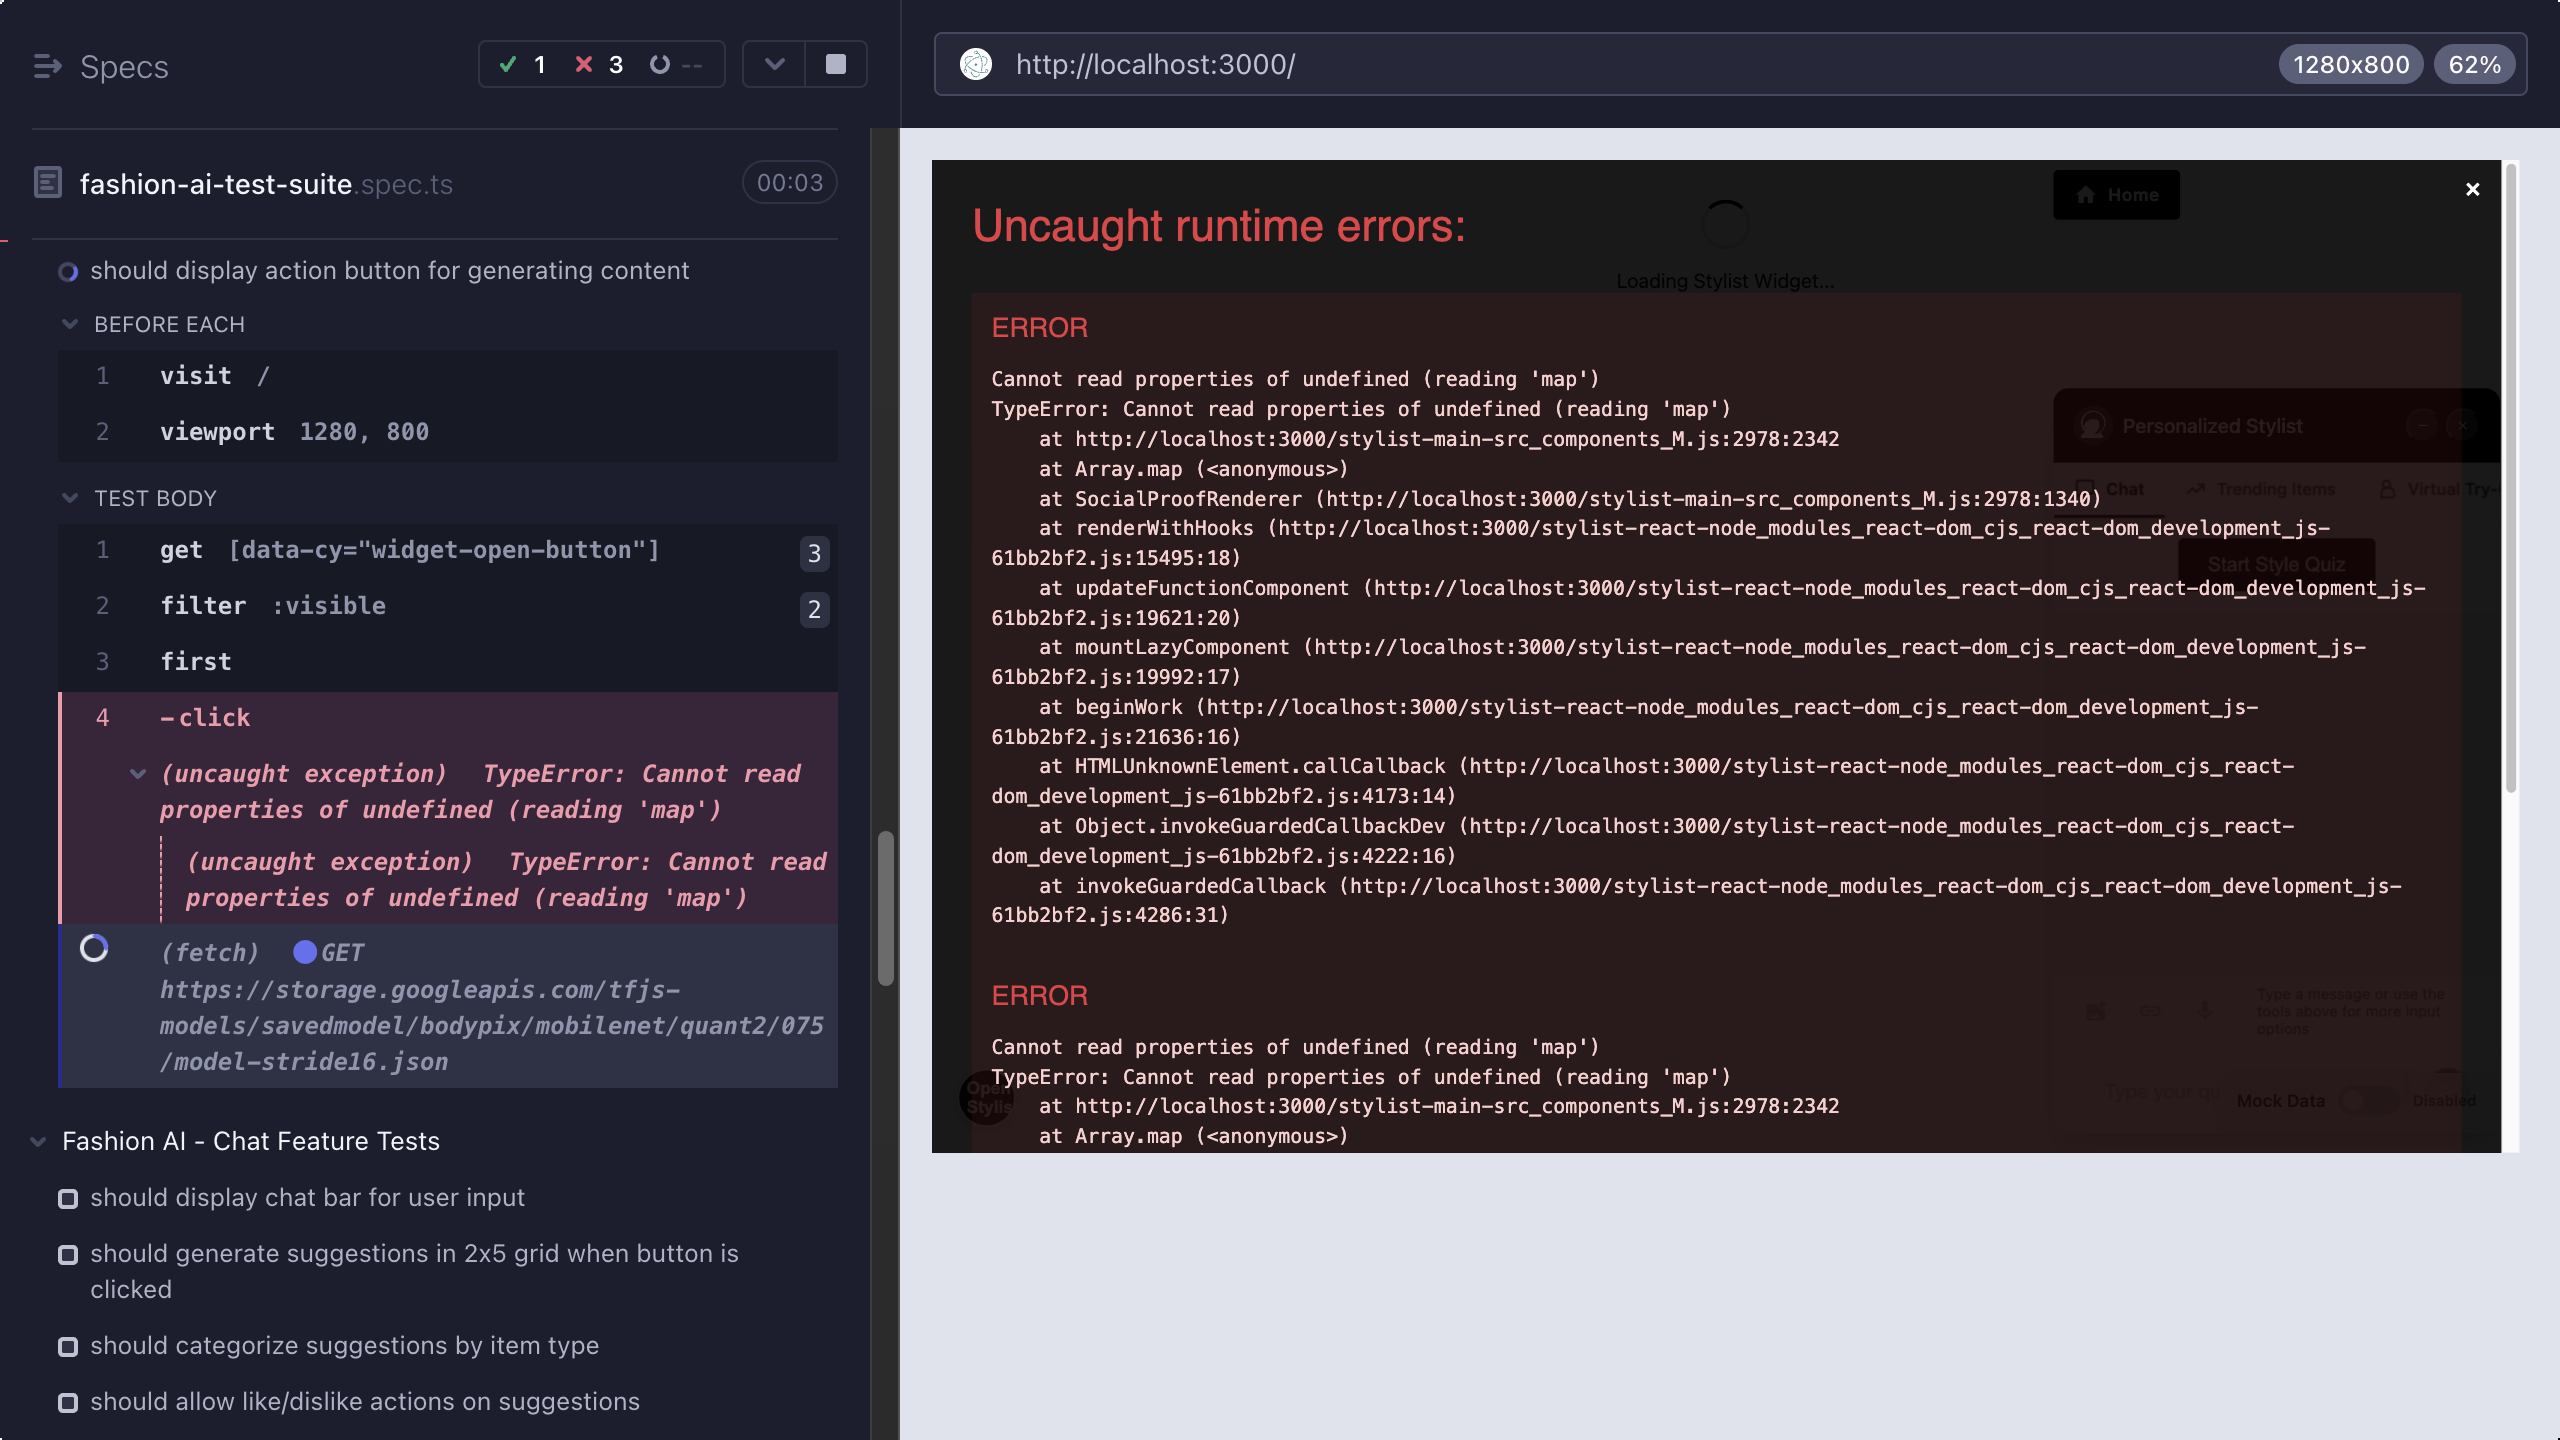 Specs
1
3
--
fashion-ai-test-suite.spec.ts
00:03
should display action button for generating content
BEFORE EACH
1 visit /
2 viewport 1280, 800
TEST BODY
1 get [data-cy="widget-open-button"] 3
2 filter :visible 2
3 first
4 -click
(uncaught exception) TypeError: Cannot read
properties of undefined (reading 'map')
(uncaught exception) TypeError: Cannot read
properties of undefined (reading 'map')
(fetch) GET
https://storage.googleapis.com/tfjs-
models/savedmodel/bodypix/mobilenet/quant2/075
/model-stride16.json
Fashion AI - Chat Feature Tests
should display chat bar for user input
should generate suggestions in 2x5 grid when button is
clicked
should categorize suggestions by item type
should allow like/dislike actions on suggestions
http://localhost:3000/
1280x800
62%
Home
×
Uncaught runtime errors:
Loading Stylist Widget...
ERROR
Cannot read properties of undefined (reading 'map')
TypeError: Cannot read properties of undefined (reading 'map')
at http://localhost:3000/stylist-main-src_components_M.js:2978:2342
at Array.map (<anonymous>)
at SocialProofRenderer (http://localhost:3000/stylist-main-src_components_M.js:2978:1340)
at renderWithHooks (http://localhost:3000/stylist-react-node_modules_react-dom_cjs_react-dom_development_js-
61bb2bf2.js:15495:18)
at updateFunctionComponent (http://localhost:3000/stylist-react-node_modules_react-dom_cjs_react-dom_development_js-
61bb2bf2.js:19621:20)
at mountLazyComponent (http://localhost:3000/stylist-react-node_modules_react-dom_cjs_react-dom_development_js-
61bb2bf2.js:19992:17)
at beginWork (http://localhost:3000/stylist-react-node_modules_react-dom_cjs_react-dom_development_js-
61bb2bf2.js:21636:16)
at HTMLUnknownElement.callCallback (http://localhost:3000/stylist-react-node_modules_react-dom_cjs_react-
dom_development_js-61bb2bf2.js:4173:14)
at Object.invokeGuardedCallbackDev (http://localhost:3000/stylist-react-node_modules_react-dom_cjs_react-
dom_development_js-61bb2bf2.js:4222:16)
at invokeGuardedCallback (http://localhost:3000/stylist-react-node_modules_react-dom_cjs_react-dom_development_js-
61bb2bf2.js:4286:31)
ERROR
Cannot read properties of undefined (reading 'map')
TypeError: Cannot read properties of undefined (reading 'map')
at http://localhost:3000/stylist-main-src_components_M.js:2978:2342
at Array.map (<anonymous>)
Personalized Stylist
Chat
Trending Items
Virtual Try-
Start Style Quiz
Type a message or use the
tools above for more input
options
Type your
Mock Data
Disabled